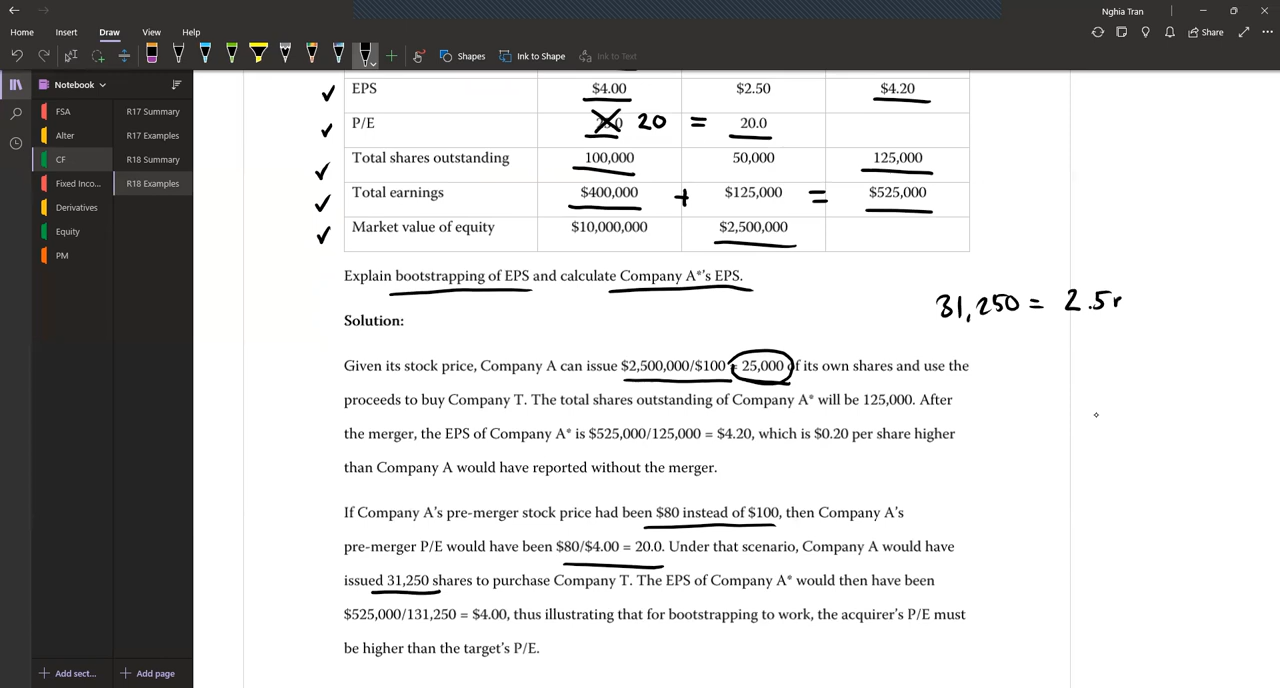 Nghia Tran
Home Insert Draw View Help
Share
Shapes Ink to Shape Ink to Text
Notebook
FSA
Alter
CF
Fixed Inco...
Derivatives
Equity
PM
Add sect...
R17 Summary
R17 Examples
R18 Summary
R18 Examples
Add page
EPS $4.00 $2.50 $4.20
P/E 20 = 20.0
Total shares outstanding 100,000 50,000 125,000
Total earnings $400,000 + $125,000 = $525,000
Market value of equity $10,000,000 $2,500,000
Explain bootstrapping of EPS and calculate Company A*'s EPS.
31,250 = 2.5
Solution:
Given its stock price, Company A can issue $2,500,000/$100 = 25,000 of its own shares and use the
proceeds to buy Company T. The total shares outstanding of Company A* will be 125,000. After
the merger, the EPS of Company A* is $525,000/125,000 = $4.20, which is $0.20 per share higher
than Company A would have reported without the merger.
If Company A's pre-merger stock price had been $80 instead of $100, then Company A's
pre-merger P/E would have been $80/$4.00 = 20.0. Under that scenario, Company A would have
issued 31,250 shares to purchase Company T. The EPS of Company A* would then have been
$525,000/131,250 = $4.00, thus illustrating that for bootstrapping to work, the acquirer's P/E must
be higher than the target's P/E.